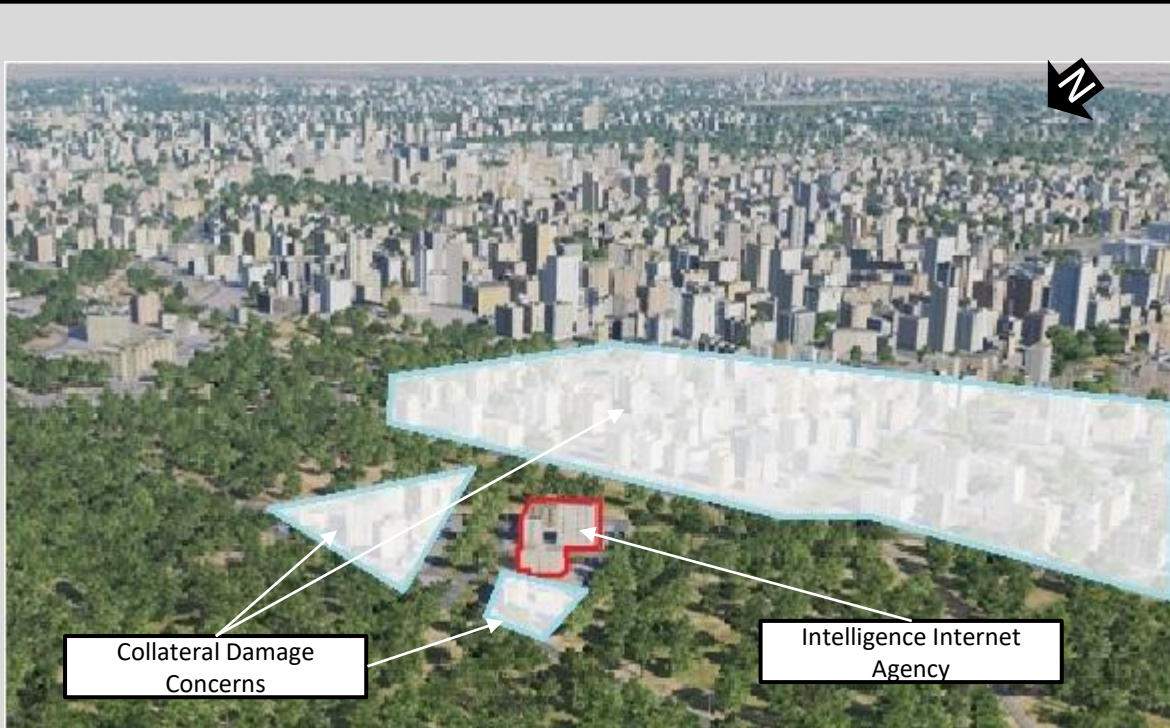 N
Collateral Damage
Concerns
Intelligence Internet
Agency